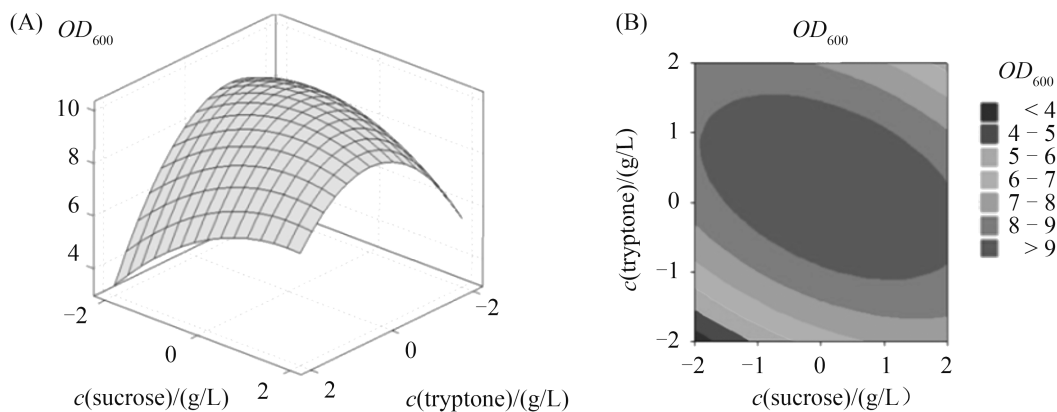 (A)
OD600
10
8
6
4
−2
0
2
c(sucrose)/(g/L)
2
0
−2
c(tryptone)/(g/L)
(B)
OD600
2
1
0
−1
−2
c(tryptone)/(g/L)
−2 −1 0 1 2
c(sucrose)/(g/L)
OD600
< 4
4 − 5
5 − 6
6 − 7
7 − 8
8 − 9
> 9